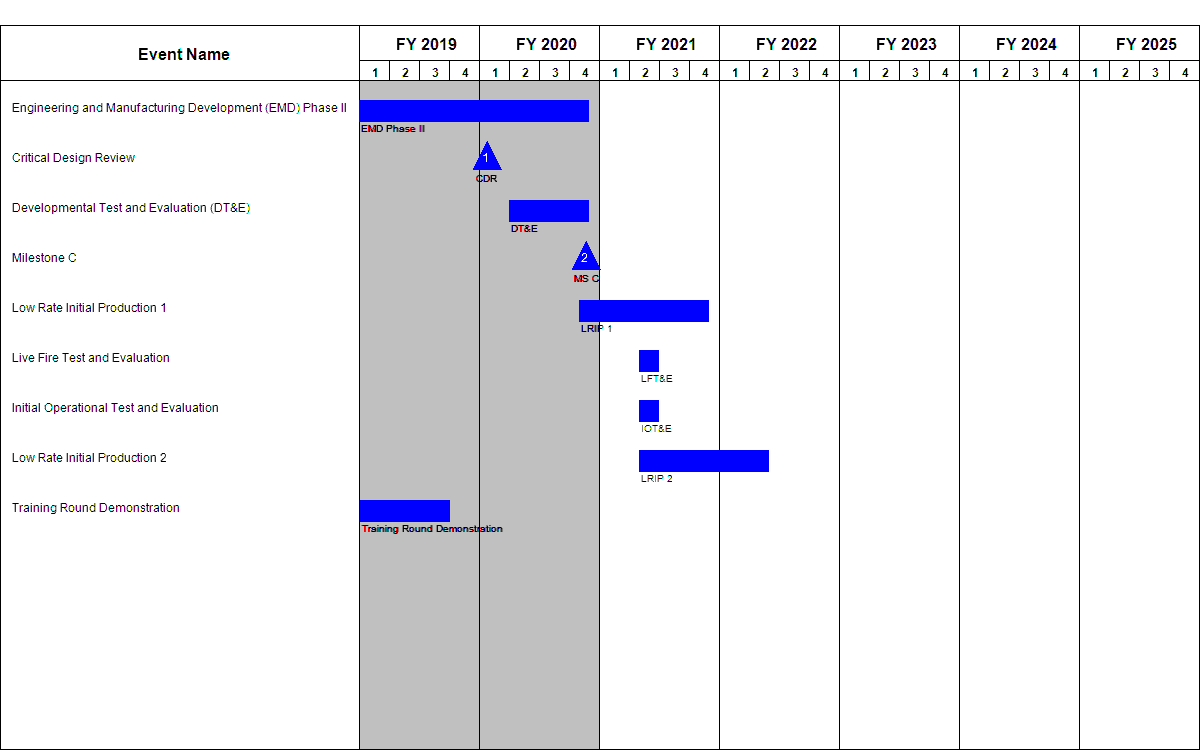 Event Name FY 2019 FY 2020 FY 2021 FY 2022 FY 2023 FY 2024 FY 2025
1 2 3 4 1 2 3 4 1 2 3 4 1 2 3 4 1 2 3 4 1 2 3 4 1 2 3 4
Engineering and Manufacturing Development (EMD) Phase II
EMD Phase II
Critical Design Review 1
CDR
Developmental Test and Evaluation (DT&E)
DT&E
Milestone C 2
MS C
Low Rate Initial Production 1
LRIP 1
Live Fire Test and Evaluation
LFT&E
Initial Operational Test and Evaluation
IOT&E
Low Rate Initial Production 2
LRIP 2
Training Round Demonstration
Training Round Demonstration